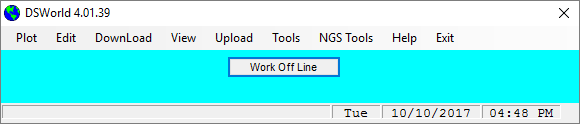 DSWorld 4.01.39
Plot Edit DownLoad View Upload Tools NGS Tools Help Exit
Work Off Line
Tue 10/10/2017 04:48 PM